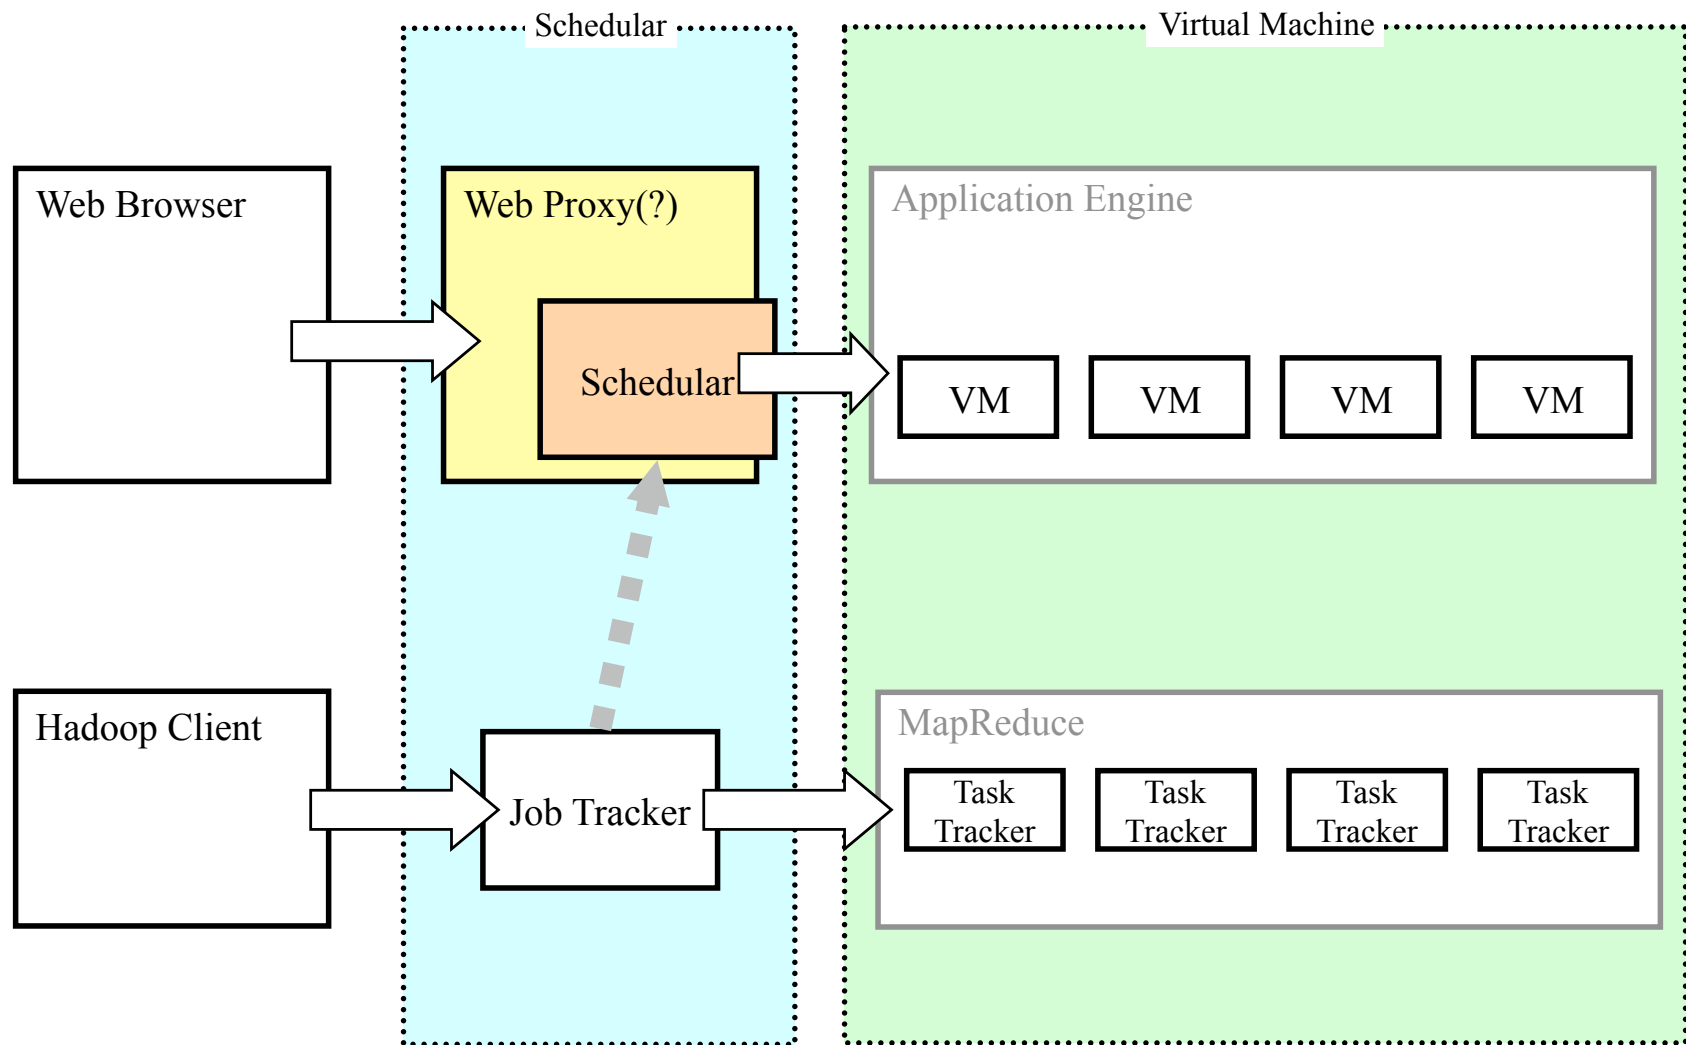 Schedular
Virtual Machine
Web Browser
Web Proxy(?)
Application Engine
Schedular
VM
VM
VM
VM
Hadoop Client
MapReduce
Job Tracker
Task
Tracker
Task
Tracker
Task
Tracker
Task
Tracker